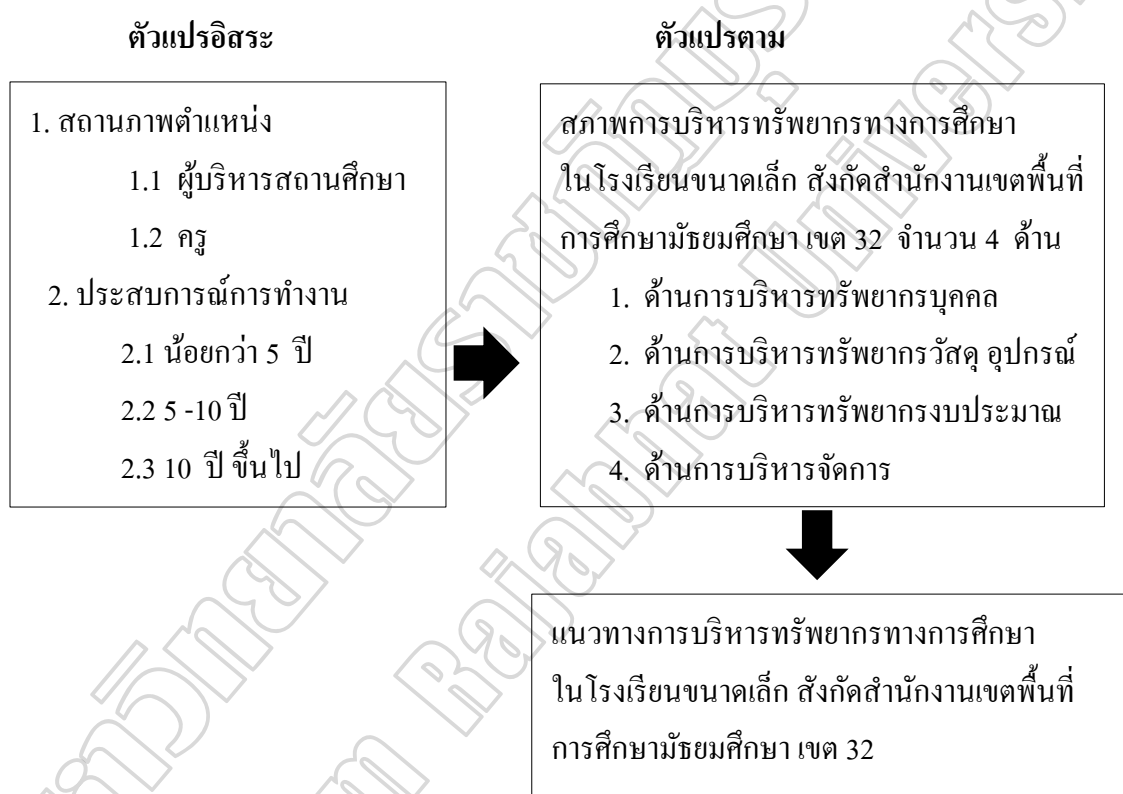 ตัวแปรอิสระ
ตัวแปรตาม
1. สถานภาพตำแหน่ง
1.1 ผู้บริหารสถานศึกษา
1.2 ครู
2. ประสบการณ์การทำงาน
2.1 น้อยกว่า 5 ปี
2.2 5 -10 ปี
2.3 10 ปี ขึ้นไป
สภาพการบริหารทรัพยากรทางการศึกษา
ในโรงเรียนขนาดเล็ก สังกัดสำนักงานเขตพื้นที่
การศึกษามัธยมศึกษา เขต 32 จำนวน 4 ด้าน
1. ด้านการบริหารทรัพยากรบุคคล
2. ด้านการบริหารทรัพยากรวัสดุ อุปกรณ์
3. ด้านการบริหารทรัพยากรงบประมาณ
4. ด้านการบริหารจัดการ
แนวทางการบริหารทรัพยากรทางการศึกษา
ในโรงเรียนขนาดเล็ก สังกัดสำนักงานเขตพื้นที่
การศึกษามัธยมศึกษา เขต 32
Rajabhat